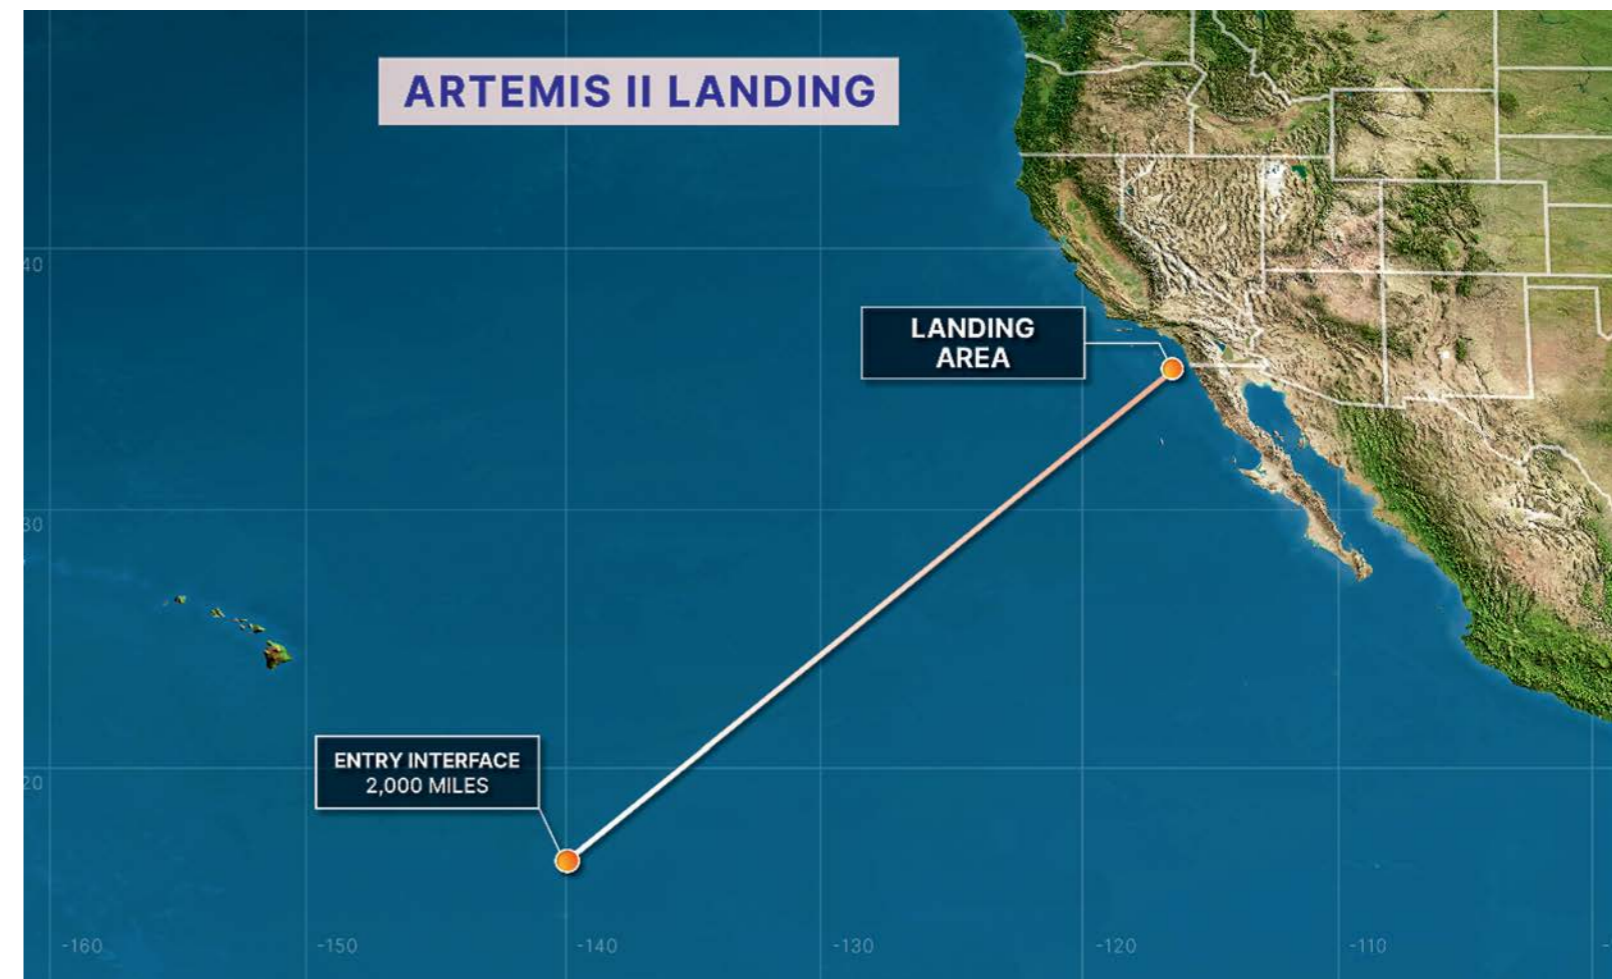 ARTEMIS II LANDING
40
LANDING
AREA
30
ENTRY INTERFACE
2,000 MILES
20
-160
-150
-140
-130
-120
-110